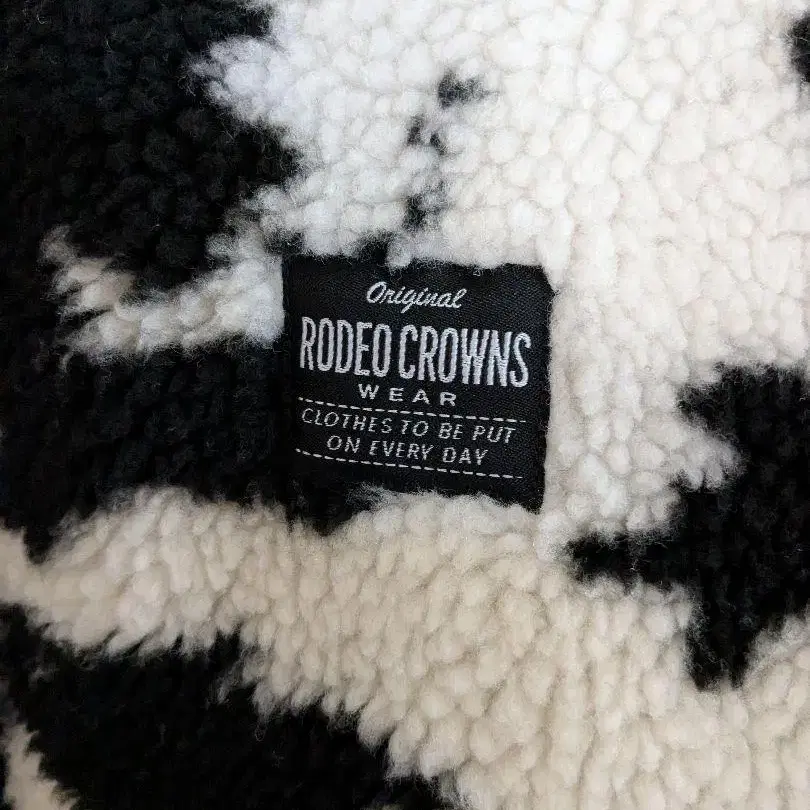 Original
RODEO CROWNS
WEAR
CLOTHES TO BE PUT
ON EVERY DAY